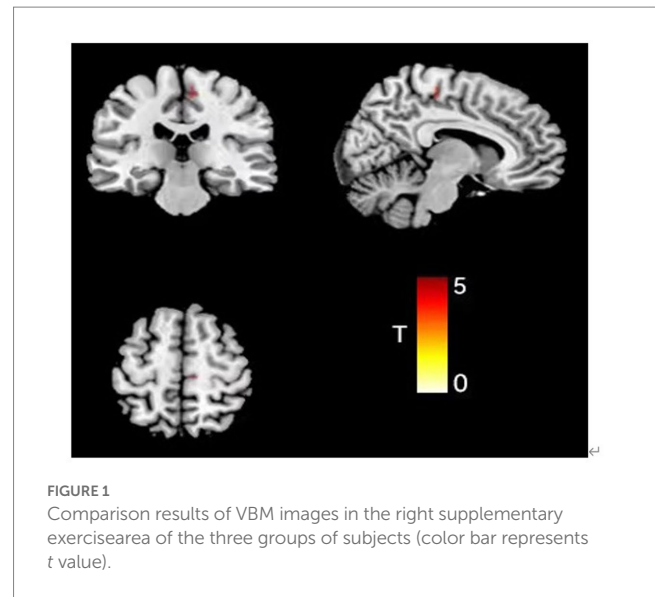 5
T
0
↵
FIGURE 1
Comparison results of VBM images in the right supplementary
exercisearea of the three groups of subjects (color bar represents
t value).